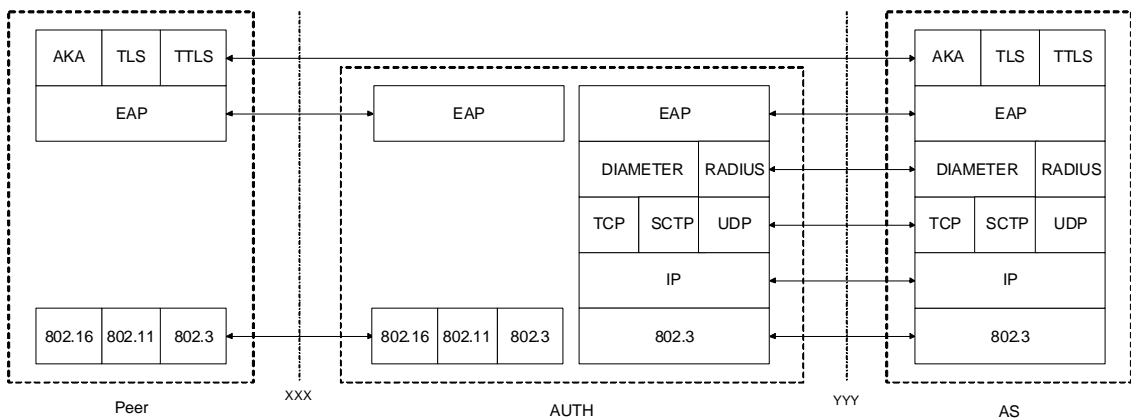 AKA TLS TTLS AKA TLS TTLS
EAP EAP EAP EAP
DIAMETER RADIUS DIAMETER RADIUS
TCP SCTP UDP TCP SCTP UDP
IP IP
802.16 802.11 802.3 802.16 802.11 802.3 802.3 802.3
Peer XXX AUTH YYY AS